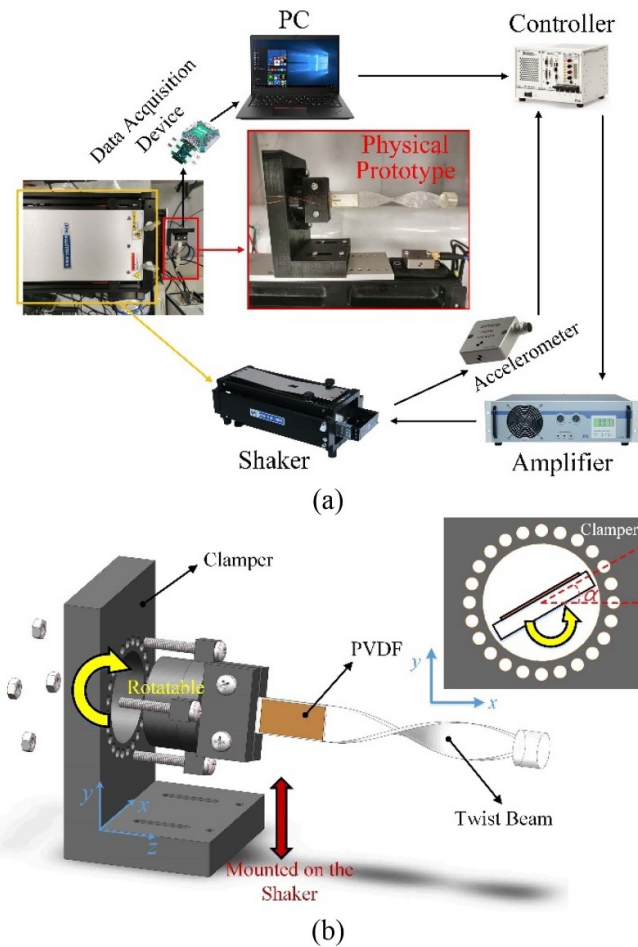 PC
Controller
Data Acquisition
Device
Physical
Prototype
Accelerometer
Shaker
Amplifier
(a)
Clamper
Clamper
α
PVDF
y
x
Rotatable
y
x
z
Twist Beam
Mounted on the
Shaker
(b)